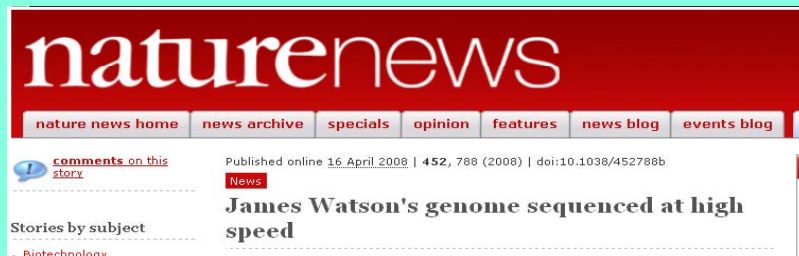 naturenews
nature news home news archive specials opinion features news blog events blog
comments on this
story
Published online 16 April 2008 | 452, 788 (2008) | doi:10.1038/452788b
News
James Watson's genome sequenced at high
speed
Stories by subject
Biotechnology